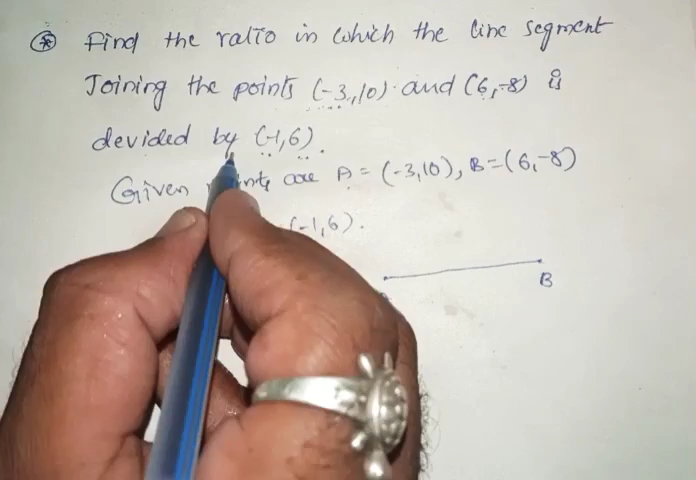 Find the ratio in which the line segment
Joining the points (-3,10) and (6,-8) is
devided by (-1,6).
Given are A = (-3,10), B=(6,-8)
(-1,6).
B